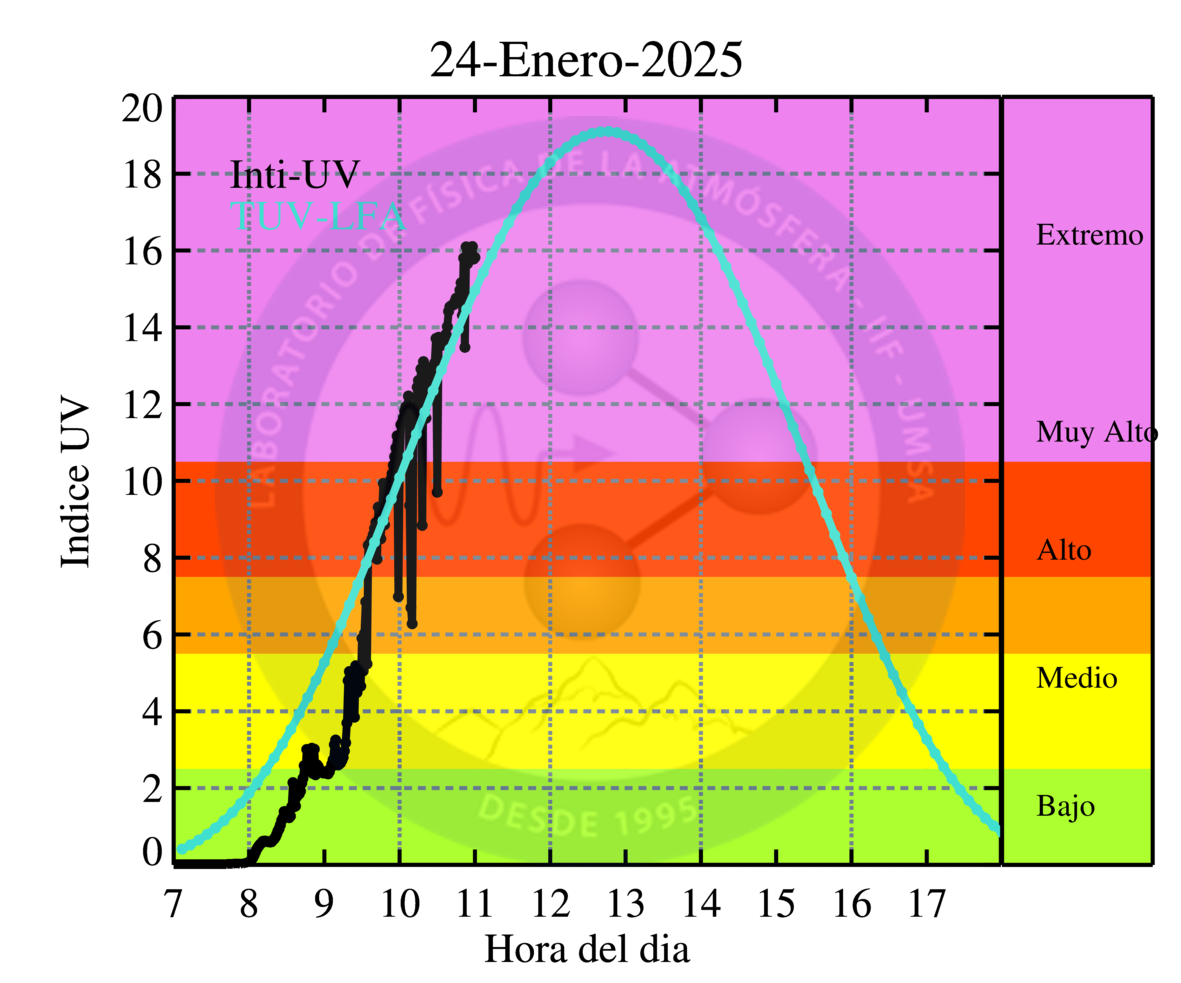 24-Enero-2025
Inti-UV
TUV-LFA
LABORATORIO DE FÍSICA DE LA ATMÓSFERA - IIF - UMSA
DESDE 1995
Indice UV
20
18
16
14
12
10
8
6
4
2
0
Extremo
Muy Alto
Alto
Medio
Bajo
7 8 9 10 11 12 13 14 15 16 17
Hora del dia